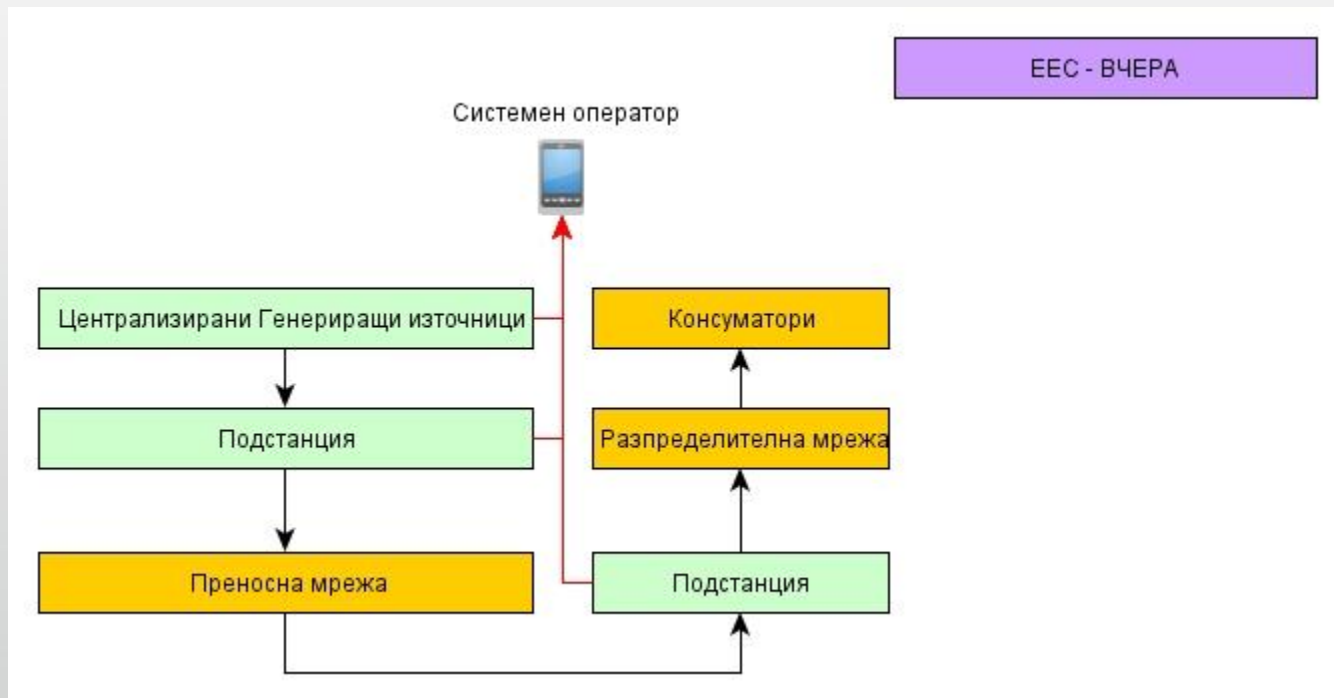 ЕЕС - ВЧЕРА
Системен оператор
Централизирани Генериращи източници
Консуматори
Подстанция
Разпределителна мрежа
Преносна мрежа
Подстанция